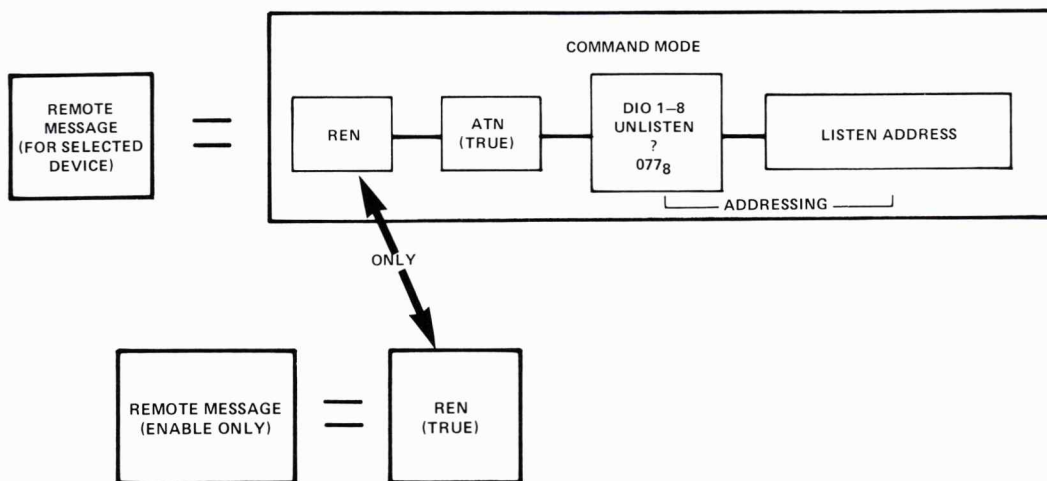 COMMAND MODE
REMOTE
MESSAGE
(FOR SELECTED
DEVICE)
=
REN
ATN
(TRUE)
DIO 1–8
UNLISTEN
?
077₈
LISTEN ADDRESS
ADDRESSING
ONLY
REMOTE MESSAGE
(ENABLE ONLY)
=
REN
(TRUE)